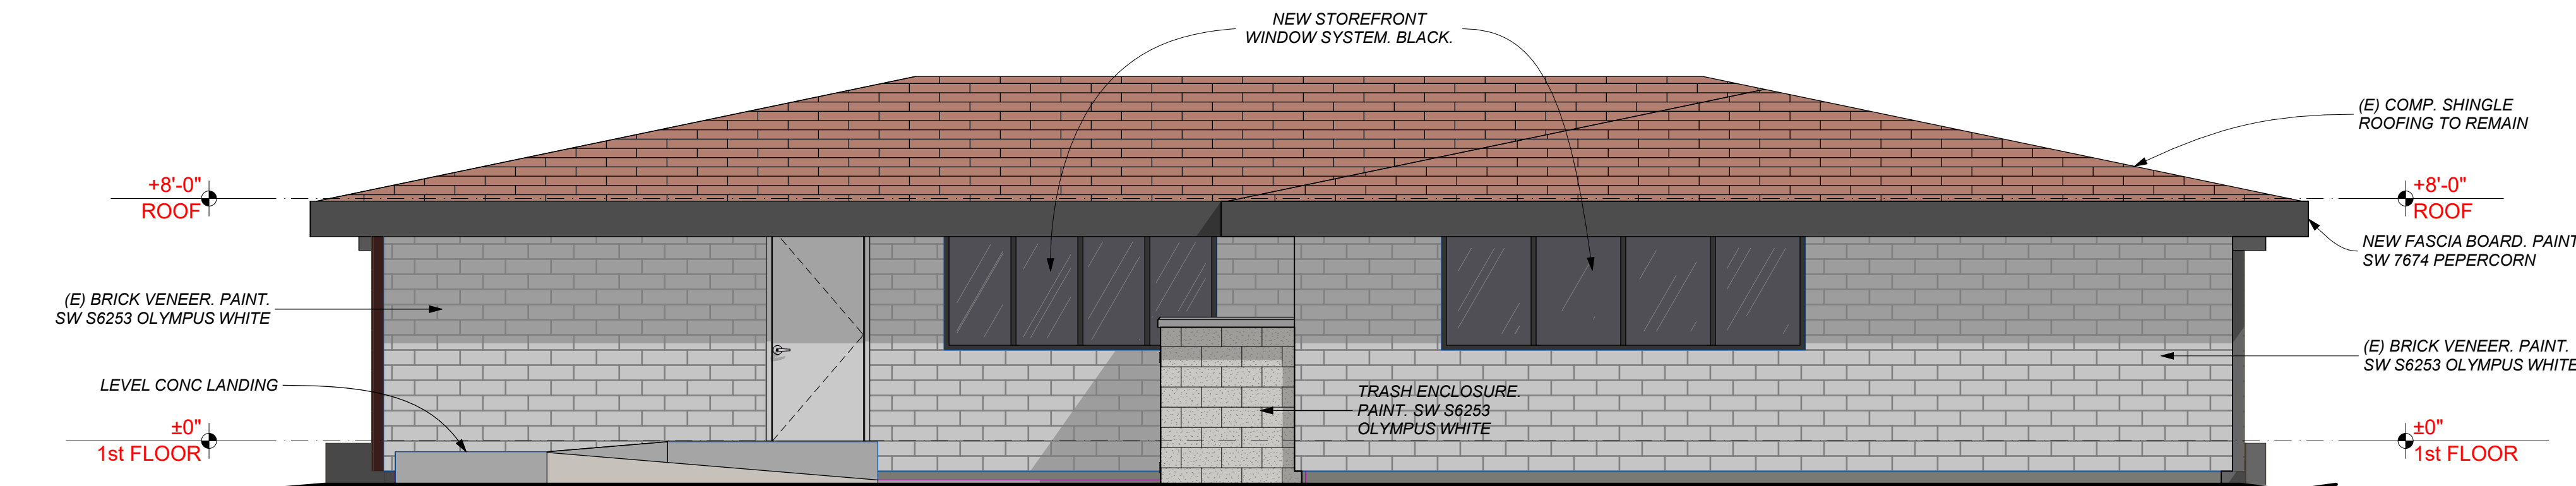 NEW STOREFRONT
WINDOW SYSTEM. BLACK.
(E) COMP. SHINGLE
ROOFING TO REMAIN
+8'-0"
ROOF
+8'-0"
ROOF
NEW FASCIA BOARD. PAINT
SW 7674 PEPERCORN
(E) BRICK VENEER. PAINT.
SW S6253 OLYMPUS WHITE
(E) BRICK VENEER. PAINT.
SW S6253 OLYMPUS WHITE
LEVEL CONC LANDING
TRASH ENCLOSURE.
PAINT. SW S6253
OLYMPUS WHITE
±0"
1st FLOOR
±0"
1st FLOOR